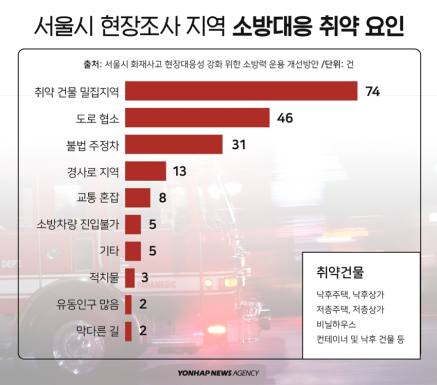 서울시 현장조사 지역 소방대응 취약 요인
출처: 서울시 화재사고 현장대응성 강화 위한 소방력 운용 개선방안 /단위: 건
취약 건물 밀집지역 74
도로 협소 46
불법 주정차 31
경사로 지역 13
교통 혼잡 8
소방차량 진입불가 5
기타 5
적치물 3
유동인구 많음 2
막다른 길 2
취약건물
낙후주택, 낙후상가
저층주택, 저층상가
비닐하우스
컨테이너 및 낙후 건물 등
YONHAP NEWS AGENCY